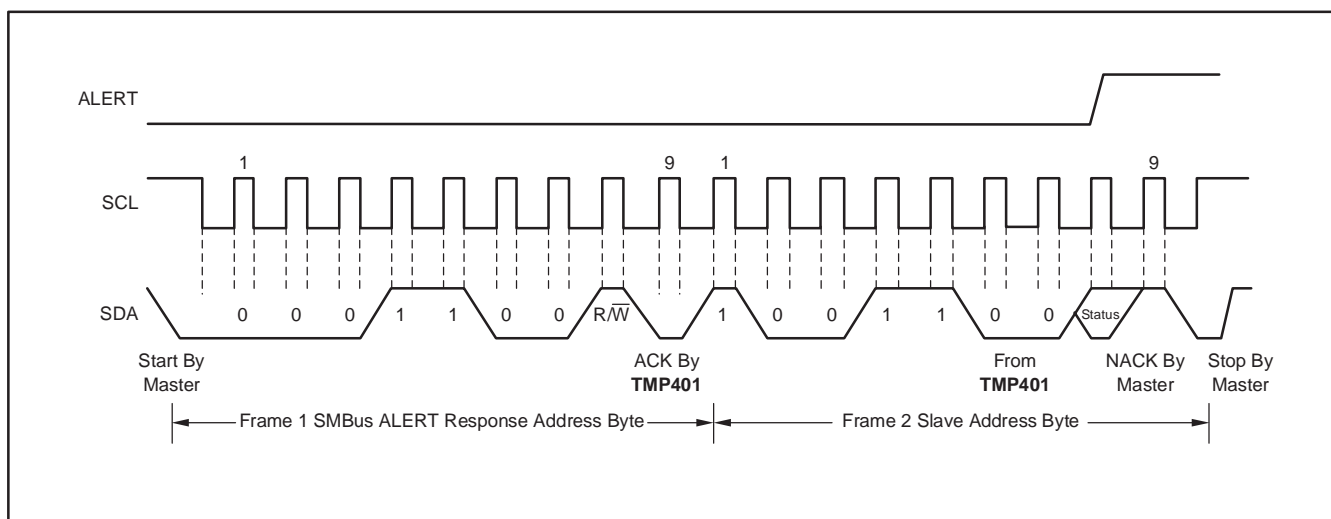 ALERT
1 9 1 9
SCL
SDA 0 0 0 1 1 0 0 R/W̅ 1 0 0 1 1 0 0 Status
Start By
Master
ACK By
TMP401
From
TMP401
NACK By
Master
Stop By
Master
Frame 1 SMBus ALERT Response Address Byte
Frame 2 Slave Address Byte